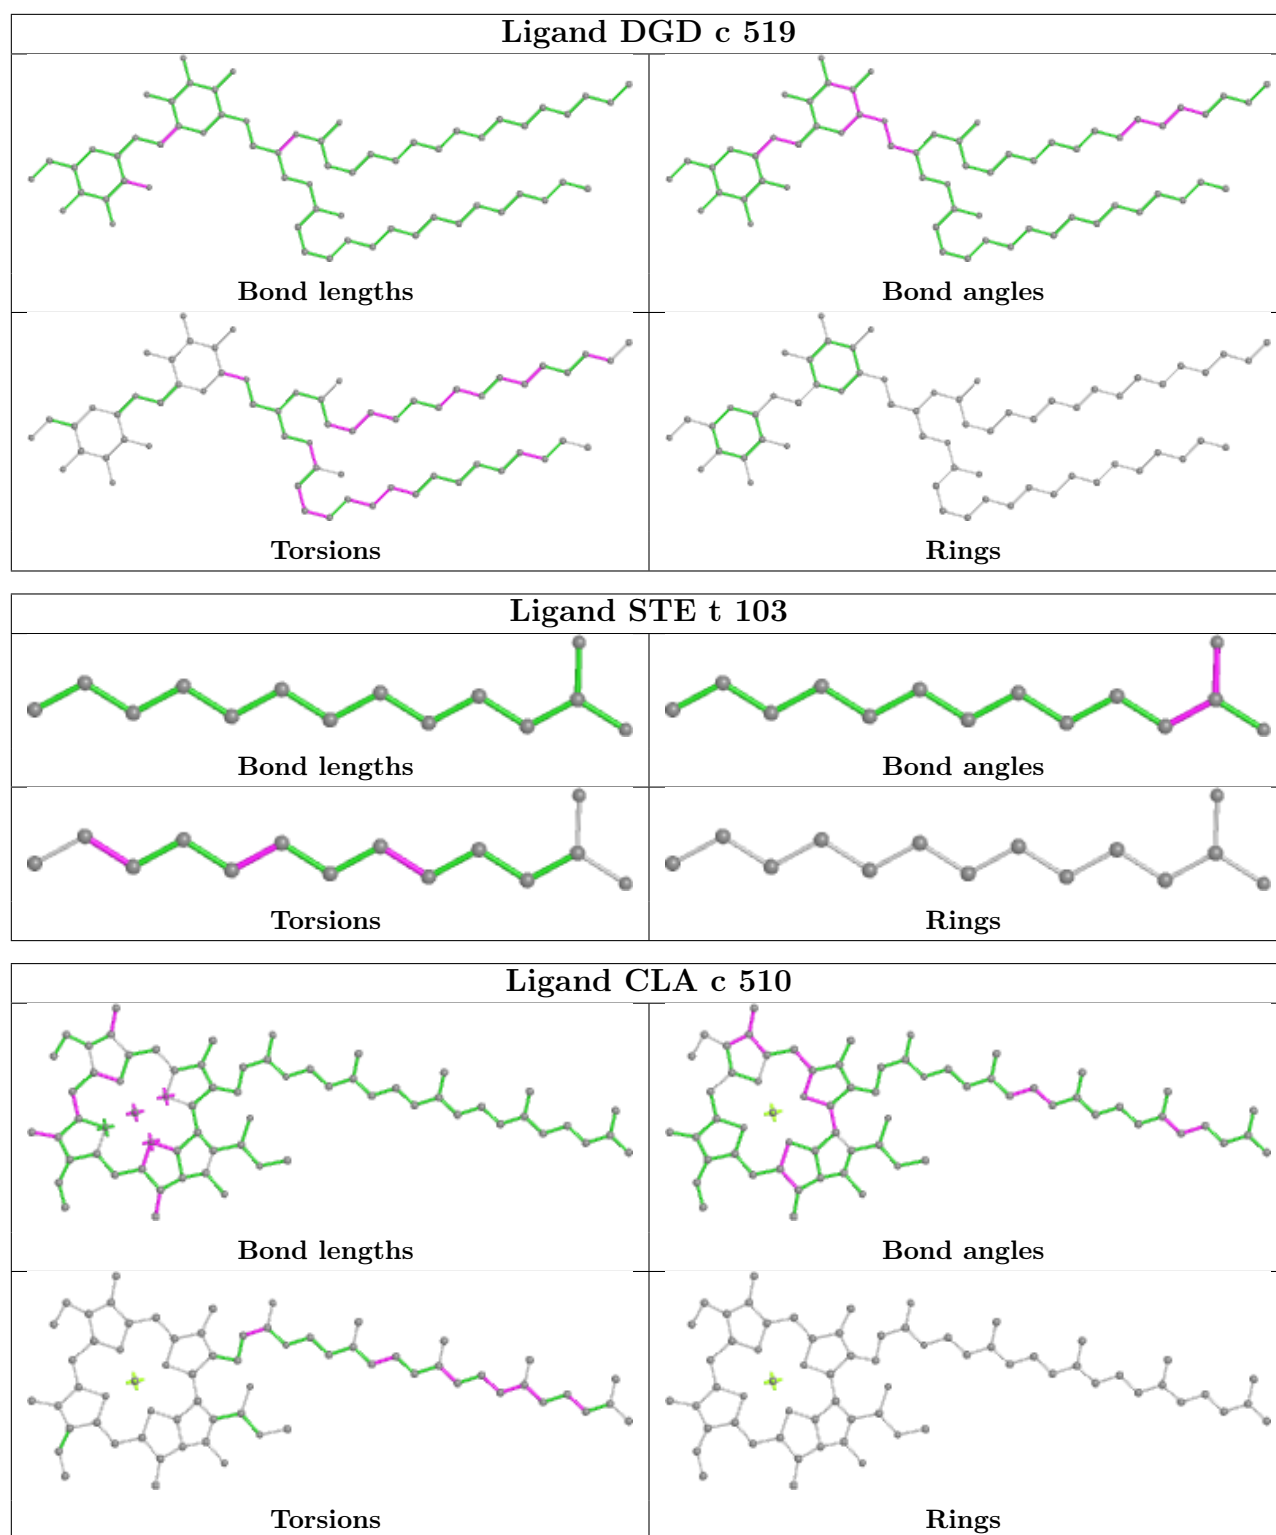 Ligand DGD c 519
Bond lengths
Bond angles
Torsions
Rings
Ligand STE t 103
Bond lengths
Bond angles
Torsions
Rings
Ligand CLA c 510
Bond lengths
Bond angles
Torsions
Rings